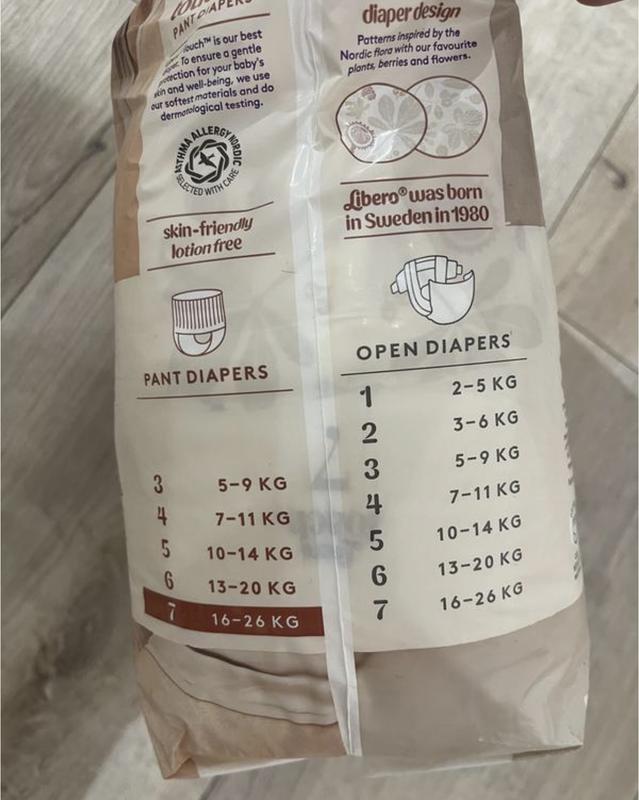 PANT DIAPERS
Touch™ is our best
To ensure a gentle
protection for your baby's
skin and well-being, we use
our softest materials and do
dermatological testing.
ASTHMA ALLERGY NORDIC
SELECTED WITH CARE
skin-friendly
lotion free
PANT DIAPERS
3 5-9 KG
4 7-11 KG
5 10-14 KG
6 13-20 KG
7 16-26 KG
diaper design
Patterns inspired by the
Nordic flora with our favourite
plants, berries and flowers.
Libero® was born
in Sweden in 1980
OPEN DIAPERS
1 2-5 KG
2 3-6 KG
3 5-9 KG
4 7-11 KG
5 10-14 KG
6 13-20 KG
7 16-26 KG